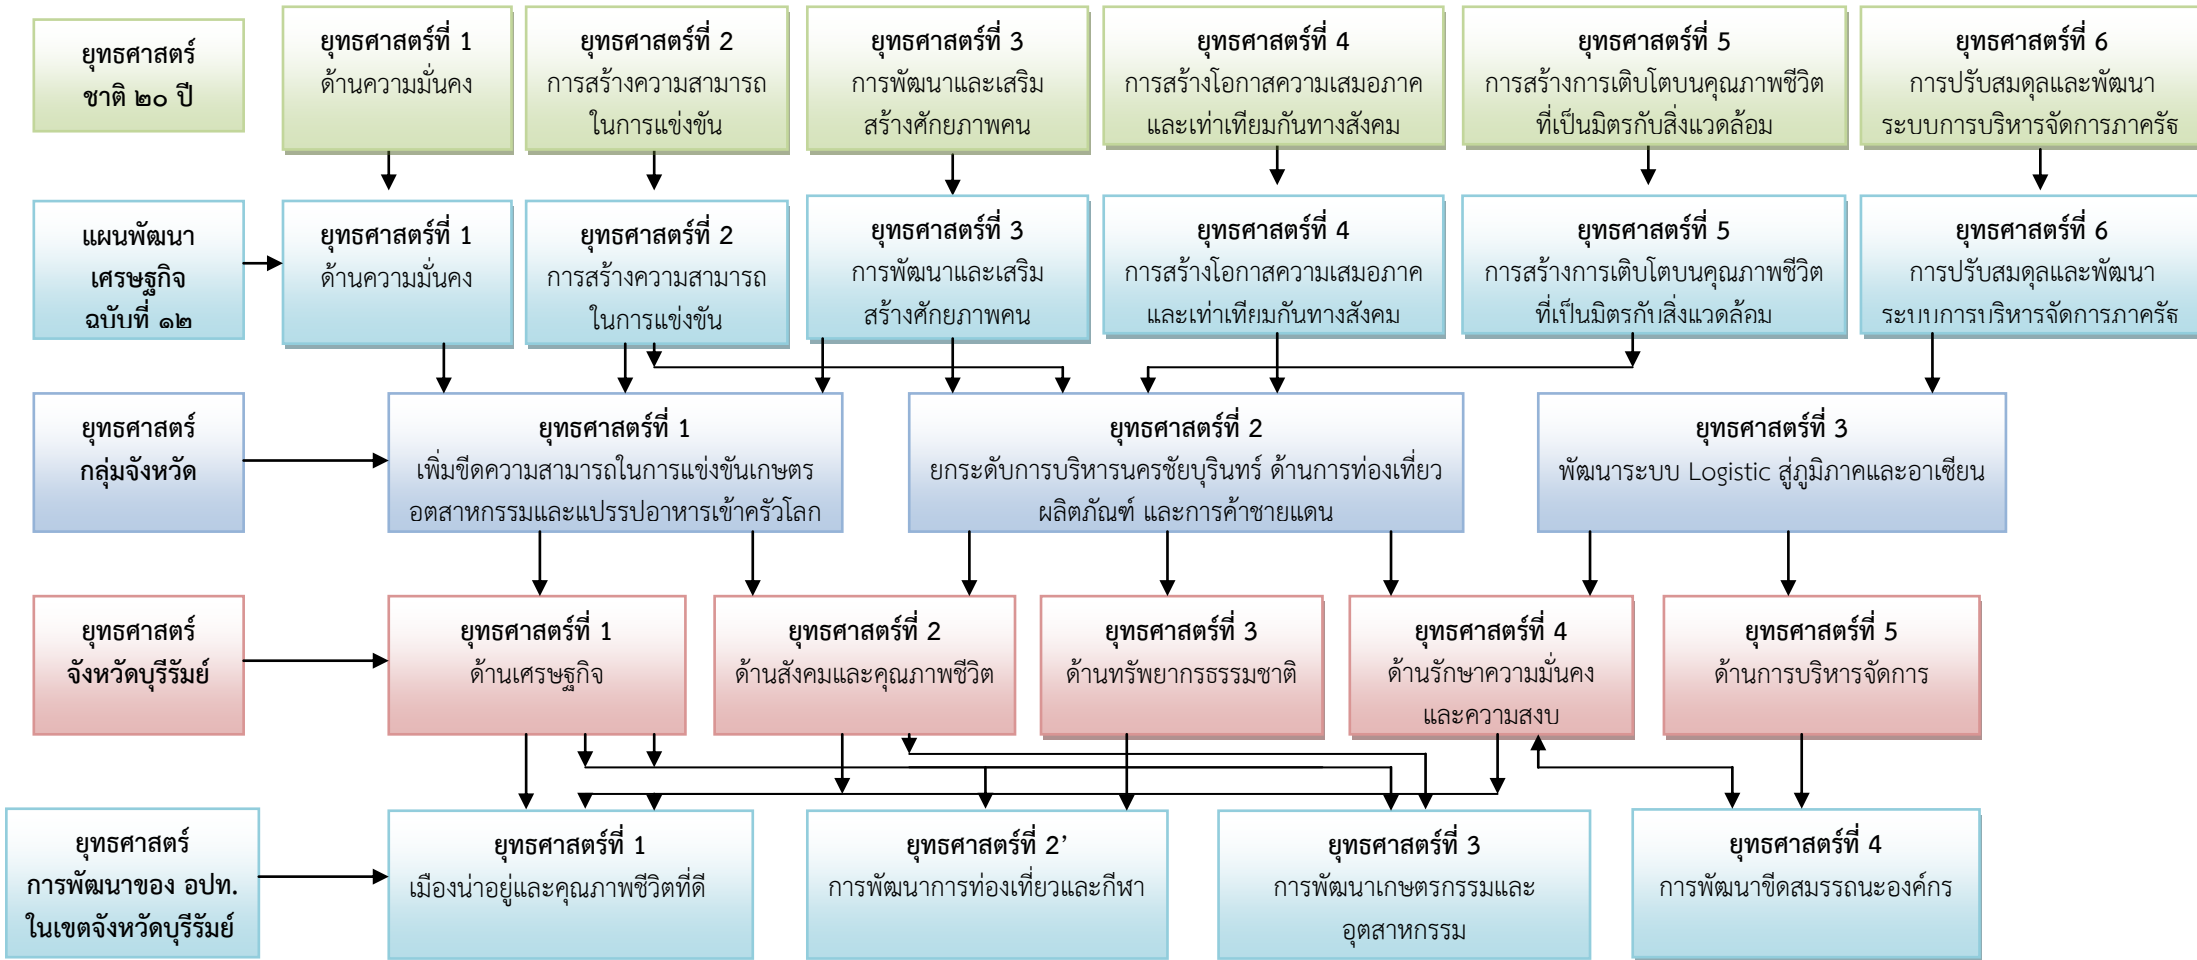 ยุทธศาสตร์
ชาติ ๒๐ ปี
ยุทธศาสตร์ที่ 1
ด้านความมั่นคง
ยุทธศาสตร์ที่ 2
การสร้างความสามารถ
ในการแข่งขัน
ยุทธศาสตร์ที่ 3
การพัฒนาและเสริม
สร้างศักยภาพคน
ยุทธศาสตร์ที่ 4
การสร้างโอกาสความเสมอภาค
และเท่าเทียมกันทางสังคม
ยุทธศาสตร์ที่ 5
การสร้างการเติบโตบนคุณภาพชีวิต
ที่เป็นมิตรกับสิ่งแวดล้อม
ยุทธศาสตร์ที่ 6
การปรับสมดุลและพัฒนา
ระบบการบริหารจัดการภาครัฐ
แผนพัฒนา
เศรษฐกิจ
ฉบับที่ ๑๒
ยุทธศาสตร์ที่ 1
ด้านความมั่นคง
ยุทธศาสตร์ที่ 2
การสร้างความสามารถ
ในการแข่งขัน
ยุทธศาสตร์ที่ 3
การพัฒนาและเสริม
สร้างศักยภาพคน
ยุทธศาสตร์ที่ 4
การสร้างโอกาสความเสมอภาค
และเท่าเทียมกันทางสังคม
ยุทธศาสตร์ที่ 5
การสร้างการเติบโตบนคุณภาพชีวิต
ที่เป็นมิตรกับสิ่งแวดล้อม
ยุทธศาสตร์ที่ 6
การปรับสมดุลและพัฒนา
ระบบการบริหารจัดการภาครัฐ
ยุทธศาสตร์
กลุ่มจังหวัด
ยุทธศาสตร์ที่ 1
เพิ่มขีดความสามารถในการแข่งขันเกษตร
อุตสาหกรรมและแปรรูปอาหารเข้าครัวโลก
ยุทธศาสตร์ที่ 2
ยกระดับการบริหารนครชัยบุรินทร์ ด้านการท่องเที่ยว
ผลิตภัณฑ์ และการค้าชายแดน
ยุทธศาสตร์ที่ 3
พัฒนาระบบ Logistic สู่ภูมิภาคและอาเซียน
ยุทธศาสตร์
จังหวัดบุรีรัมย์
ยุทธศาสตร์ที่ 1
ด้านเศรษฐกิจ
ยุทธศาสตร์ที่ 2
ด้านสังคมและคุณภาพชีวิต
ยุทธศาสตร์ที่ 3
ด้านทรัพยากรธรรมชาติ
ยุทธศาสตร์ที่ 4
ด้านรักษาความมั่นคง
และความสงบ
ยุทธศาสตร์ที่ 5
ด้านการบริหารจัดการ
ยุทธศาสตร์
การพัฒนาของ อปท.
ในเขตจังหวัดบุรีรัมย์
ยุทธศาสตร์ที่ 1
เมืองน่าอยู่และคุณภาพชีวิตที่ดี
ยุทธศาสตร์ที่ 2’
การพัฒนาการท่องเที่ยวและกีฬา
ยุทธศาสตร์ที่ 3
การพัฒนาเกษตรกรรมและ
อุตสาหกรรม
ยุทธศาสตร์ที่ 4
การพัฒนาขีดสมรรถนะองค์กร